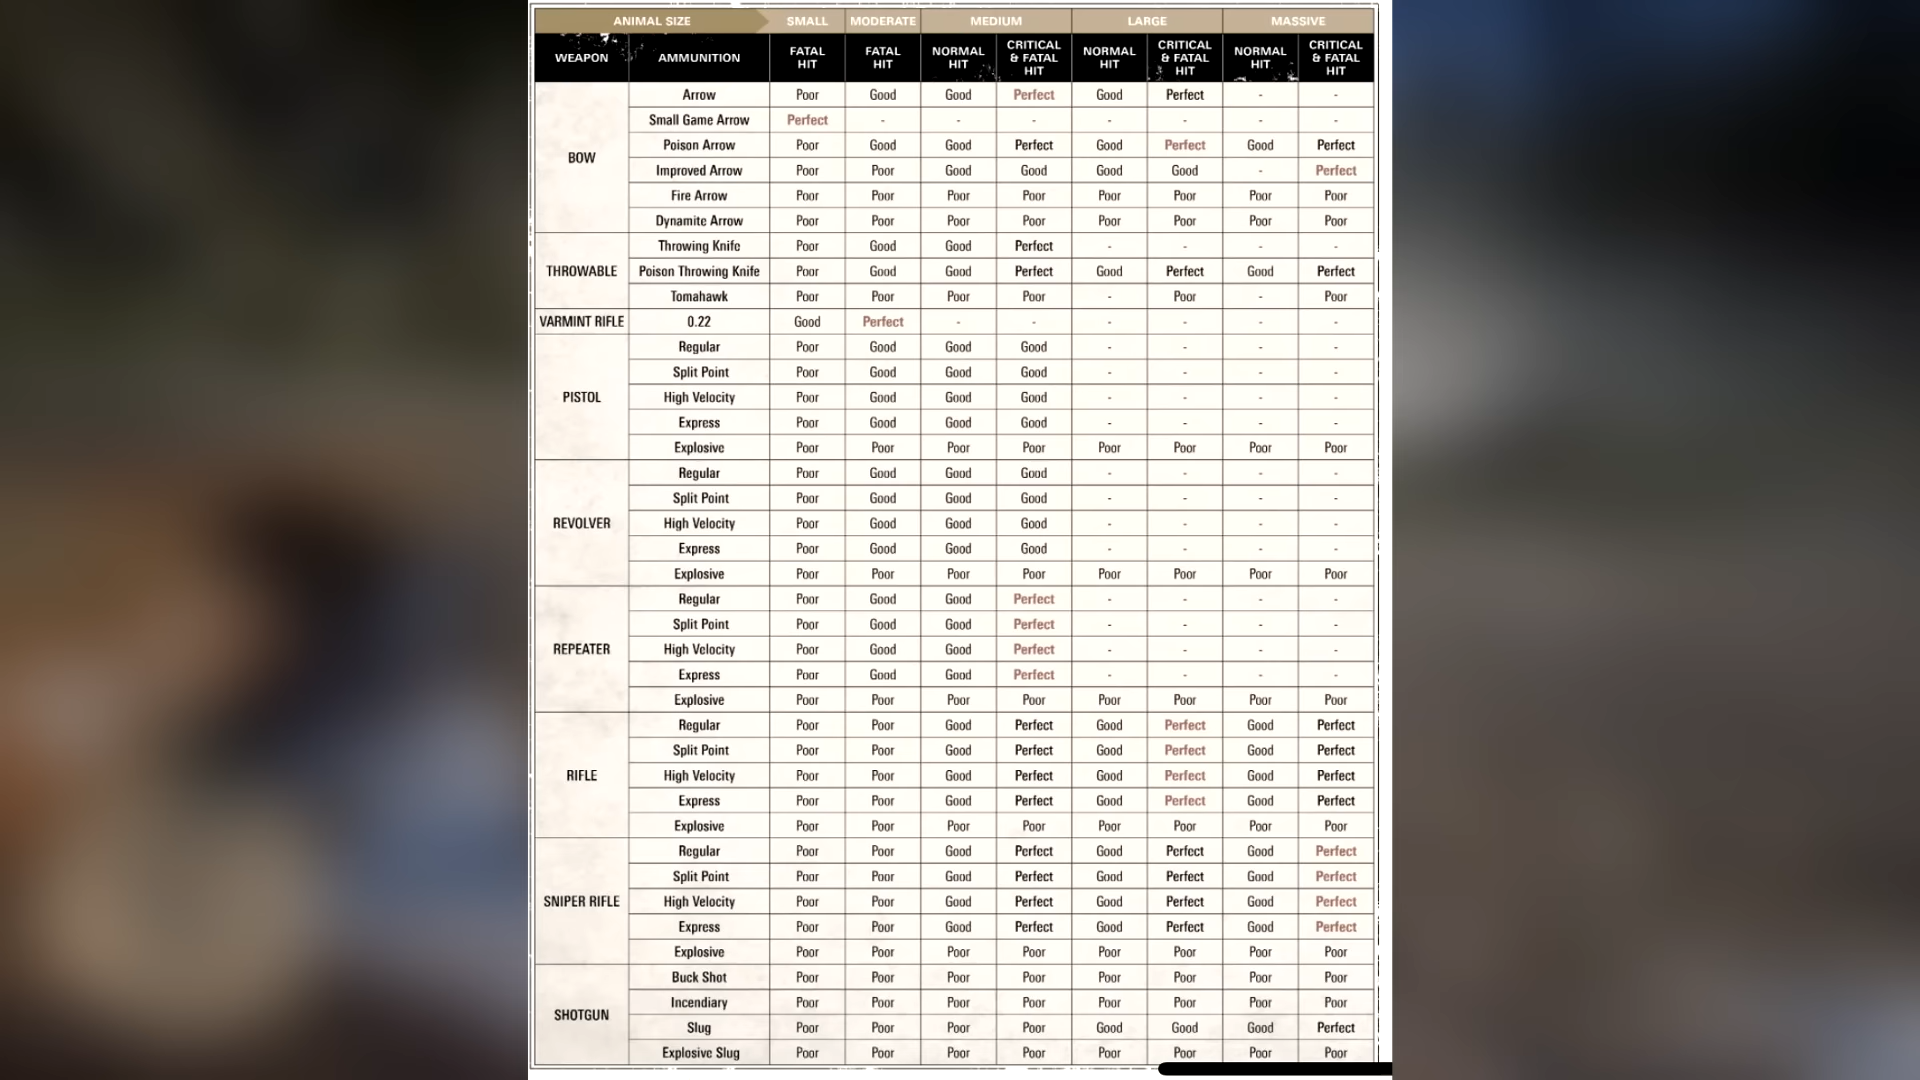 ANIMAL SIZE SMALL MODERATE MEDIUM LARGE MASSIVE
WEAPON AMMUNITION FATAL HIT FATAL HIT NORMAL HIT CRITICAL & FATAL HIT NORMAL HIT CRITICAL & FATAL HIT NORMAL HIT CRITICAL & FATAL HIT
BOW
Arrow Poor Good Good Perfect Good Perfect - -
Small Game Arrow Perfect - - - - - - -
Poison Arrow Poor Good Good Perfect Good Perfect Good Perfect
Improved Arrow Poor Poor Good Good Good Good - Perfect
Fire Arrow Poor Poor Poor Poor Poor Poor Poor Poor
Dynamite Arrow Poor Poor Poor Poor Poor Poor Poor Poor
THROWABLE
Throwing Knife Poor Good Good Perfect - - - -
Poison Throwing Knife Poor Good Good Perfect Good Perfect Good Perfect
Tomahawk Poor Poor Poor Poor - Poor - Poor
VARMINT RIFLE 0.22 Good Perfect - - - - - -
PISTOL
Regular Poor Good Good Good - - - -
Split Point Poor Good Good Good - - - -
High Velocity Poor Good Good Good - - - -
Express Poor Good Good Good - - - -
Explosive Poor Poor Poor Poor Poor Poor Poor Poor
REVOLVER
Regular Poor Good Good Good - - - -
Split Point Poor Good Good Good - - - -
High Velocity Poor Good Good Good - - - -
Express Poor Good Good Good - - - -
Explosive Poor Poor Poor Poor Poor Poor Poor Poor
REPEATER
Regular Poor Good Good Perfect - - - -
Split Point Poor Good Good Perfect - - - -
High Velocity Poor Good Good Perfect - - - -
Express Poor Good Good Perfect - - - -
Explosive Poor Poor Poor Poor Poor Poor Poor Poor
RIFLE
Regular Poor Poor Good Perfect Good Perfect Good Perfect
Split Point Poor Poor Good Perfect Good Perfect Good Perfect
High Velocity Poor Poor Good Perfect Good Perfect Good Perfect
Express Poor Poor Good Perfect Good Perfect Good Perfect
Explosive Poor Poor Poor Poor Poor Poor Poor Poor
SNIPER RIFLE
Regular Poor Poor Good Perfect Good Perfect Good Perfect
Split Point Poor Poor Good Perfect Good Perfect Good Perfect
High Velocity Poor Poor Good Perfect Good Perfect Good Perfect
Express Poor Poor Good Perfect Good Perfect Good Perfect
Explosive Poor Poor Poor Poor Poor Poor Poor Poor
SHOTGUN
Buck Shot Poor Poor Poor Poor Poor Poor Poor Poor
Incendiary Poor Poor Poor Poor Poor Poor Poor Poor
Slug Poor Poor Poor Poor Good Good Good Perfect
Explosive Slug Poor Poor Poor Poor Poor Poor Poor Poor